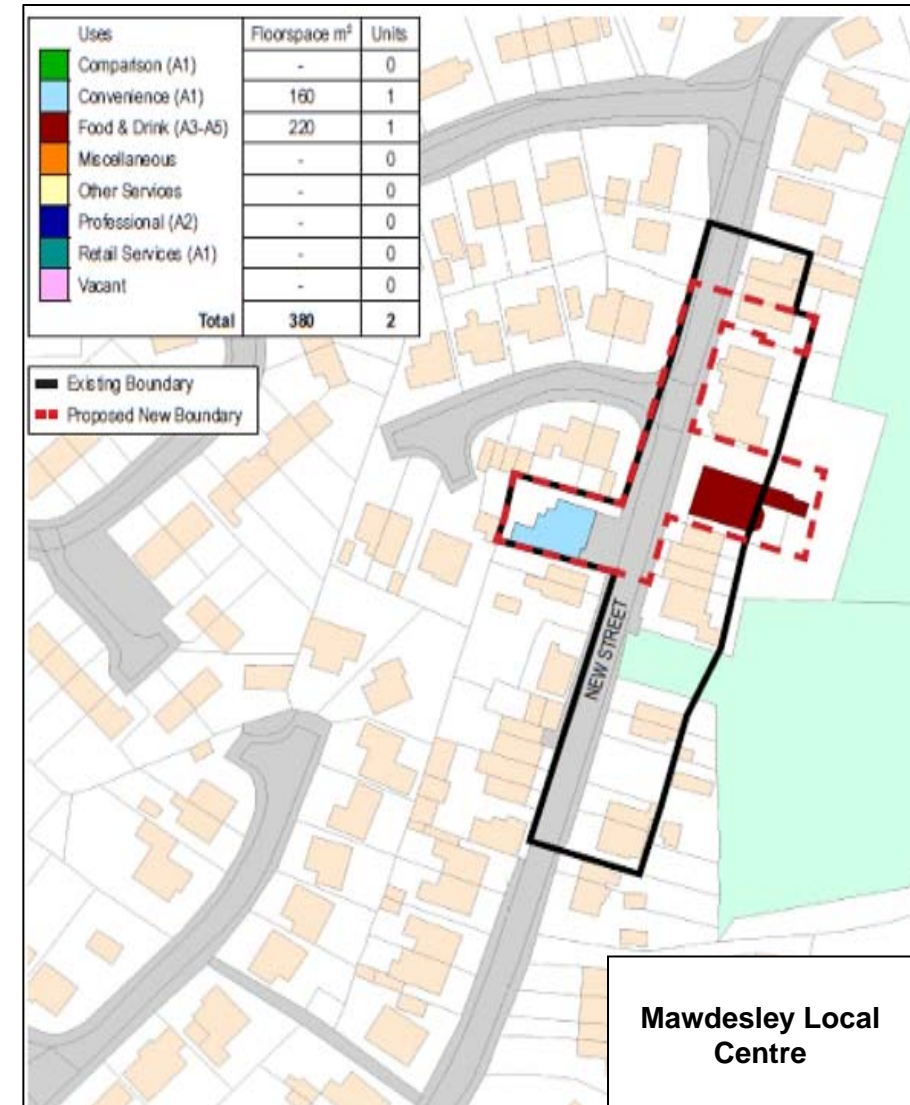 Uses Floorspace m² Units
Comparison (A1) - 0
Convenience (A1) 160 1
Food & Drink (A3-A5) 220 1
Miscellaneous - 0
Other Services - 0
Professional (A2) - 0
Retail Services (A1) - 0
Vacant - 0
Total 380 2
Existing Boundary
Proposed New Boundary
NEW STREET
Mawdesley Local
Centre